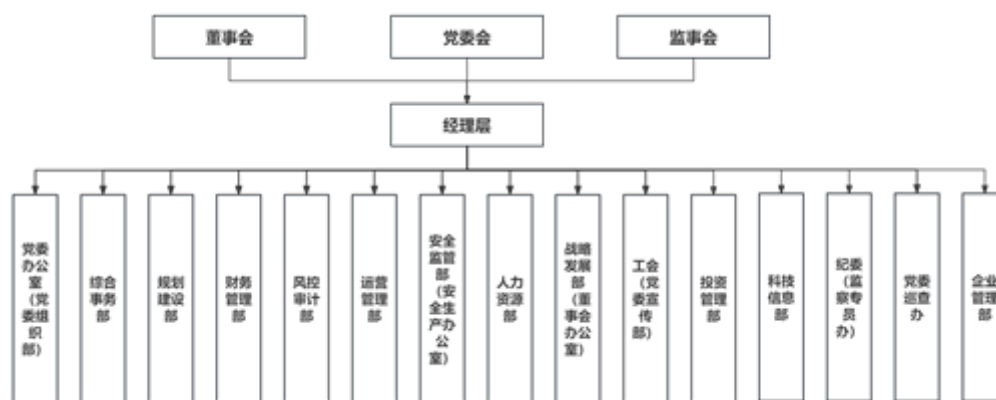 董事会
党委会
监事会
经理层
党委
办公
室
（党
委组
织
部）
综合
事务
部
规划
建设
部
财务
管理
部
风控
审计
部
运营
管理
部
安全
监管
部
（安
全生
产办
公
室）
人力
资源
部
战略
发展
部
（董
事会
办公
室）
工会
（党
委宣
传
部）
投资
管理
部
科技
信息
部
纪委
（监
察专
员
办）
党委
巡查
办
企业
管理
部